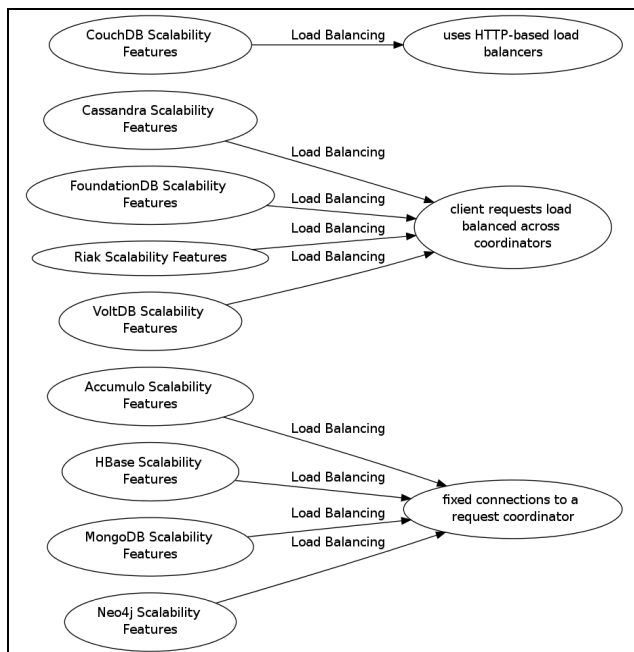 CouchDB Scalability
Features
Load Balancing
uses HTTP-based load
balancers
Cassandra Scalability
Features
Load Balancing
FoundationDB Scalability
Features
Load Balancing
client requests load
balanced across
coordinators
Load Balancing
Riak Scalability Features
Load Balancing
VoltDB Scalability
Features
Accumulo Scalability
Features
Load Balancing
HBase Scalability
Features
Load Balancing
fixed connections to a
request coordinator
Load Balancing
MongoDB Scalability
Features
Load Balancing
Neo4j Scalability
Features